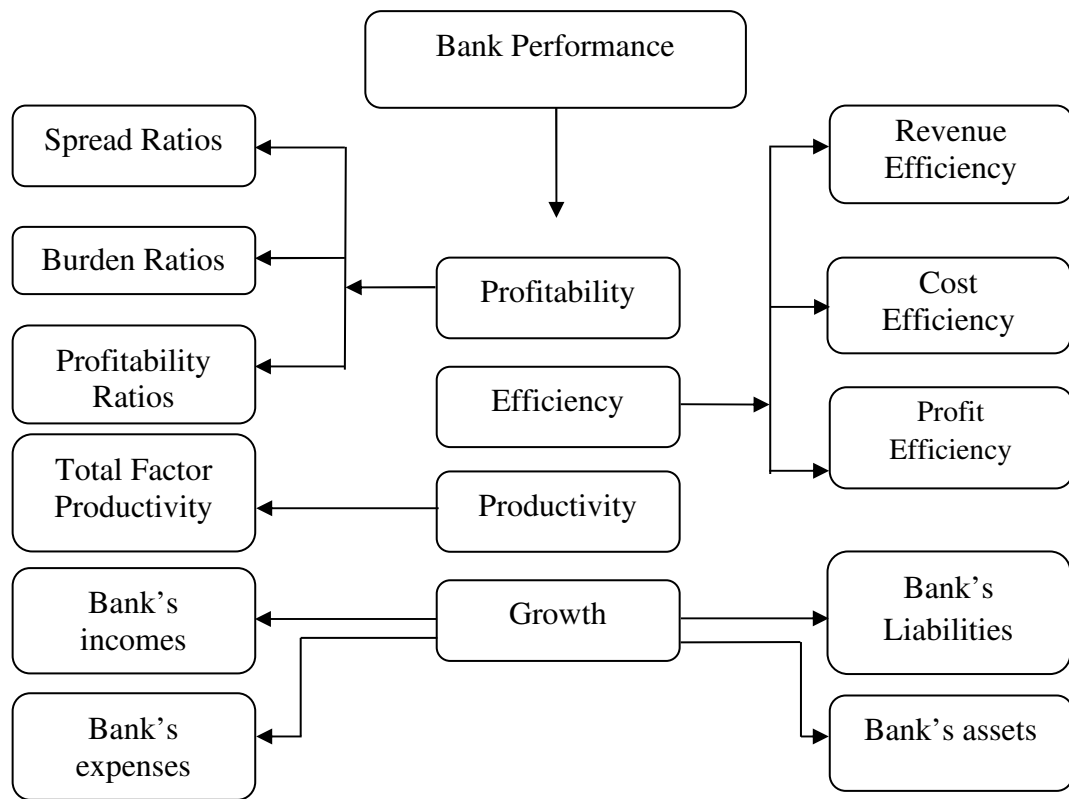 Bank Performance
Spread Ratios
Revenue
Efficiency
Burden Ratios
Profitability
Cost
Efficiency
Profitability
Ratios
Efficiency
Profit
Efficiency
Total Factor
Productivity
Productivity
Bank’s
incomes
Growth
Bank’s
Liabilities
Bank’s
expenses
Bank’s assets